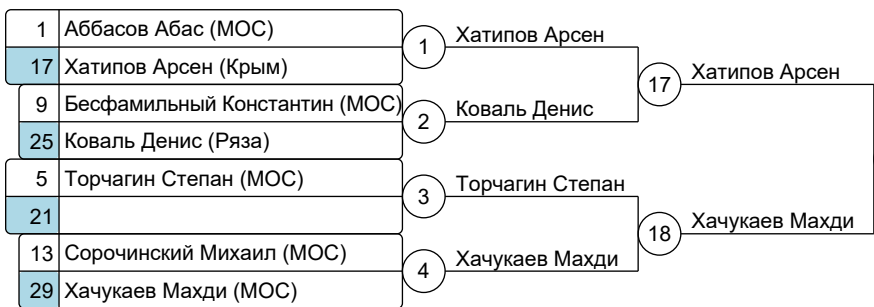 1 Аббасов Абас (МОС)
17 Хатипов Арсен (Крым)
1 Хатипов Арсен
9 Бесфамильный Константин (МОС)
25 Коваль Денис (Ряза)
2 Коваль Денис
17 Хатипов Арсен
5 Торчагин Степан (МОС)
21
3 Торчагин Степан
13 Сорочинский Михаил (МОС)
29 Хачукаев Махди (МОС)
4 Хачукаев Махди
18 Хачукаев Махди